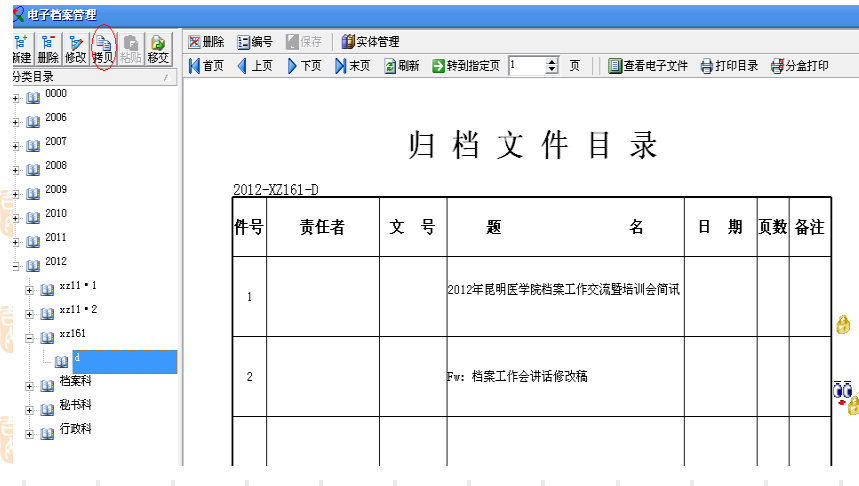 电子档案管理
新建 删除 修改 拷贝 粘贴 移交
删除 编号 保存 实体管理
首页 上页 下页 末页 刷新 转到指定页 1 页 查看电子文件 打印目录 分盒打印
分类目录
0000
2006
2007
2008
2009
2010
2011
2012
xz11·1
xz11·2
xz161
d
档案科
秘书科
行政科
归档文件目录
2012-XZ161-D
件号 责任者 文 号 题 名 日 期 页数 备注
1 2012年昆明医学院档案工作交流暨培训会简讯
2 Fw: 档案工作会讲话修改稿